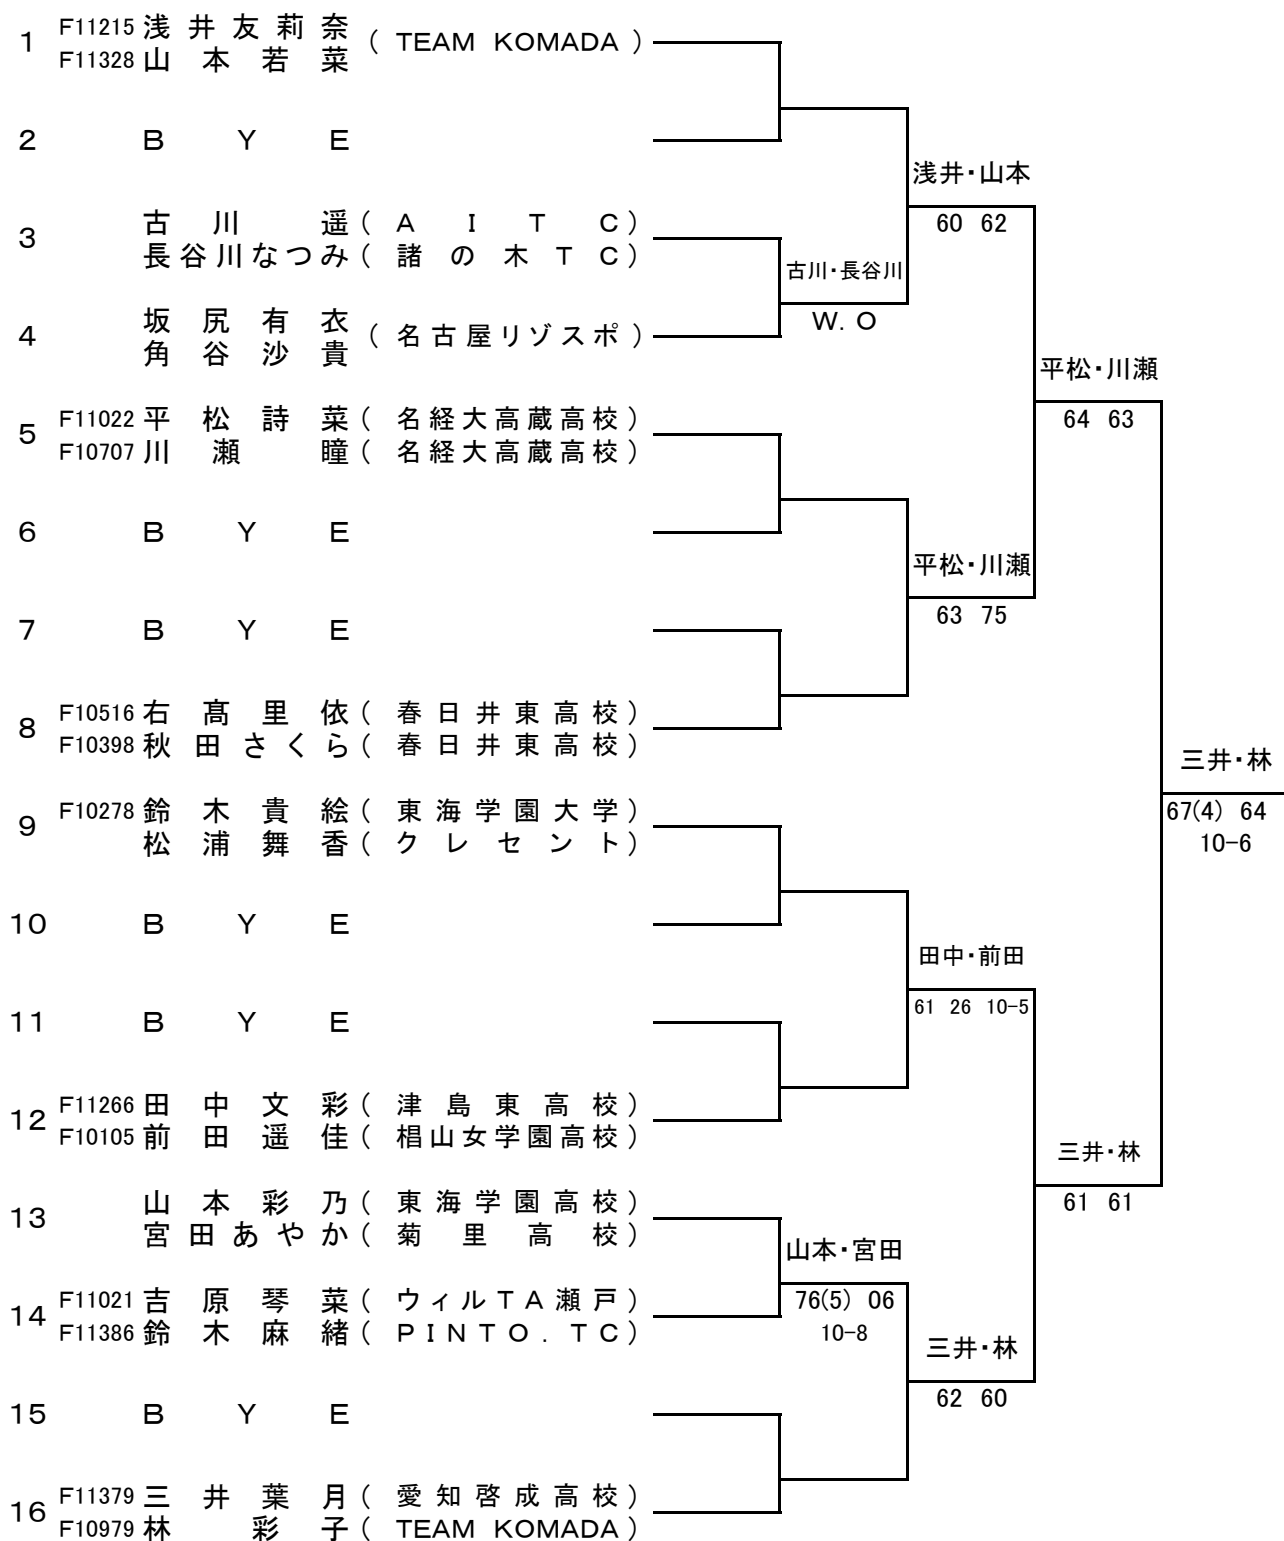 1 F11215 浅井友莉奈 ( TEAM KOMADA )
F11328 山本若菜
2 BYE
浅井・山本
60 62
3 古川遥 ( AITC )
長谷川なつみ ( 諸の木TC )
古川・長谷川
W.O
4 坂尻有衣 ( 名古屋リゾスポ )
角谷沙貴
平松・川瀬
64 63
5 F11022 平松詩菜 ( 名経大高蔵高校 )
F10707 川瀬瞳 ( 名経大高蔵高校 )
6 BYE
平松・川瀬
63 75
7 BYE
8 F10516 右髙里依 ( 春日井東高校 )
F10398 秋田さくら ( 春日井東高校 )
三井・林
67(4) 64
10-6
9 F10278 鈴木貴絵 ( 東海学園大学 )
松浦舞香 ( クレセント )
10 BYE
田中・前田
61 26 10-5
11 BYE
12 F11266 田中文彩 ( 津島東高校 )
F10105 前田遥佳 ( 椙山女学園高校 )
三井・林
61 61
13 山本彩乃 ( 東海学園高校 )
宮田あやか ( 菊里高校 )
山本・宮田
76(5) 06
10-8
14 F11021 吉原琴菜 ( ウィルTA瀬戸 )
F11386 鈴木麻緒 ( PINTO.TC )
三井・林
62 60
15 BYE
16 F11379 三井葉月 ( 愛知啓成高校 )
F10979 林彩子 ( TEAM KOMADA )